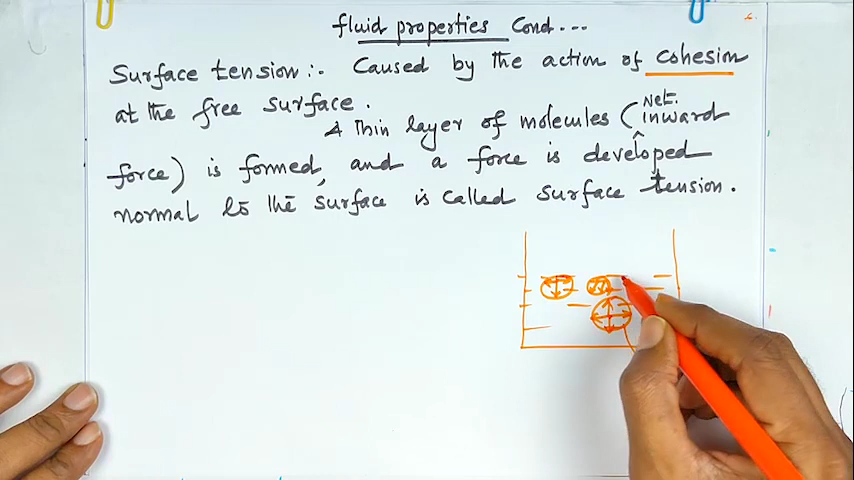 fluid properties Cond...
Surface tension:- Caused by the action of cohesion
at the free surface.
A thin layer of molecules (Net. inward
force) is formed, and a force is developed
normal to the surface is called surface tension.